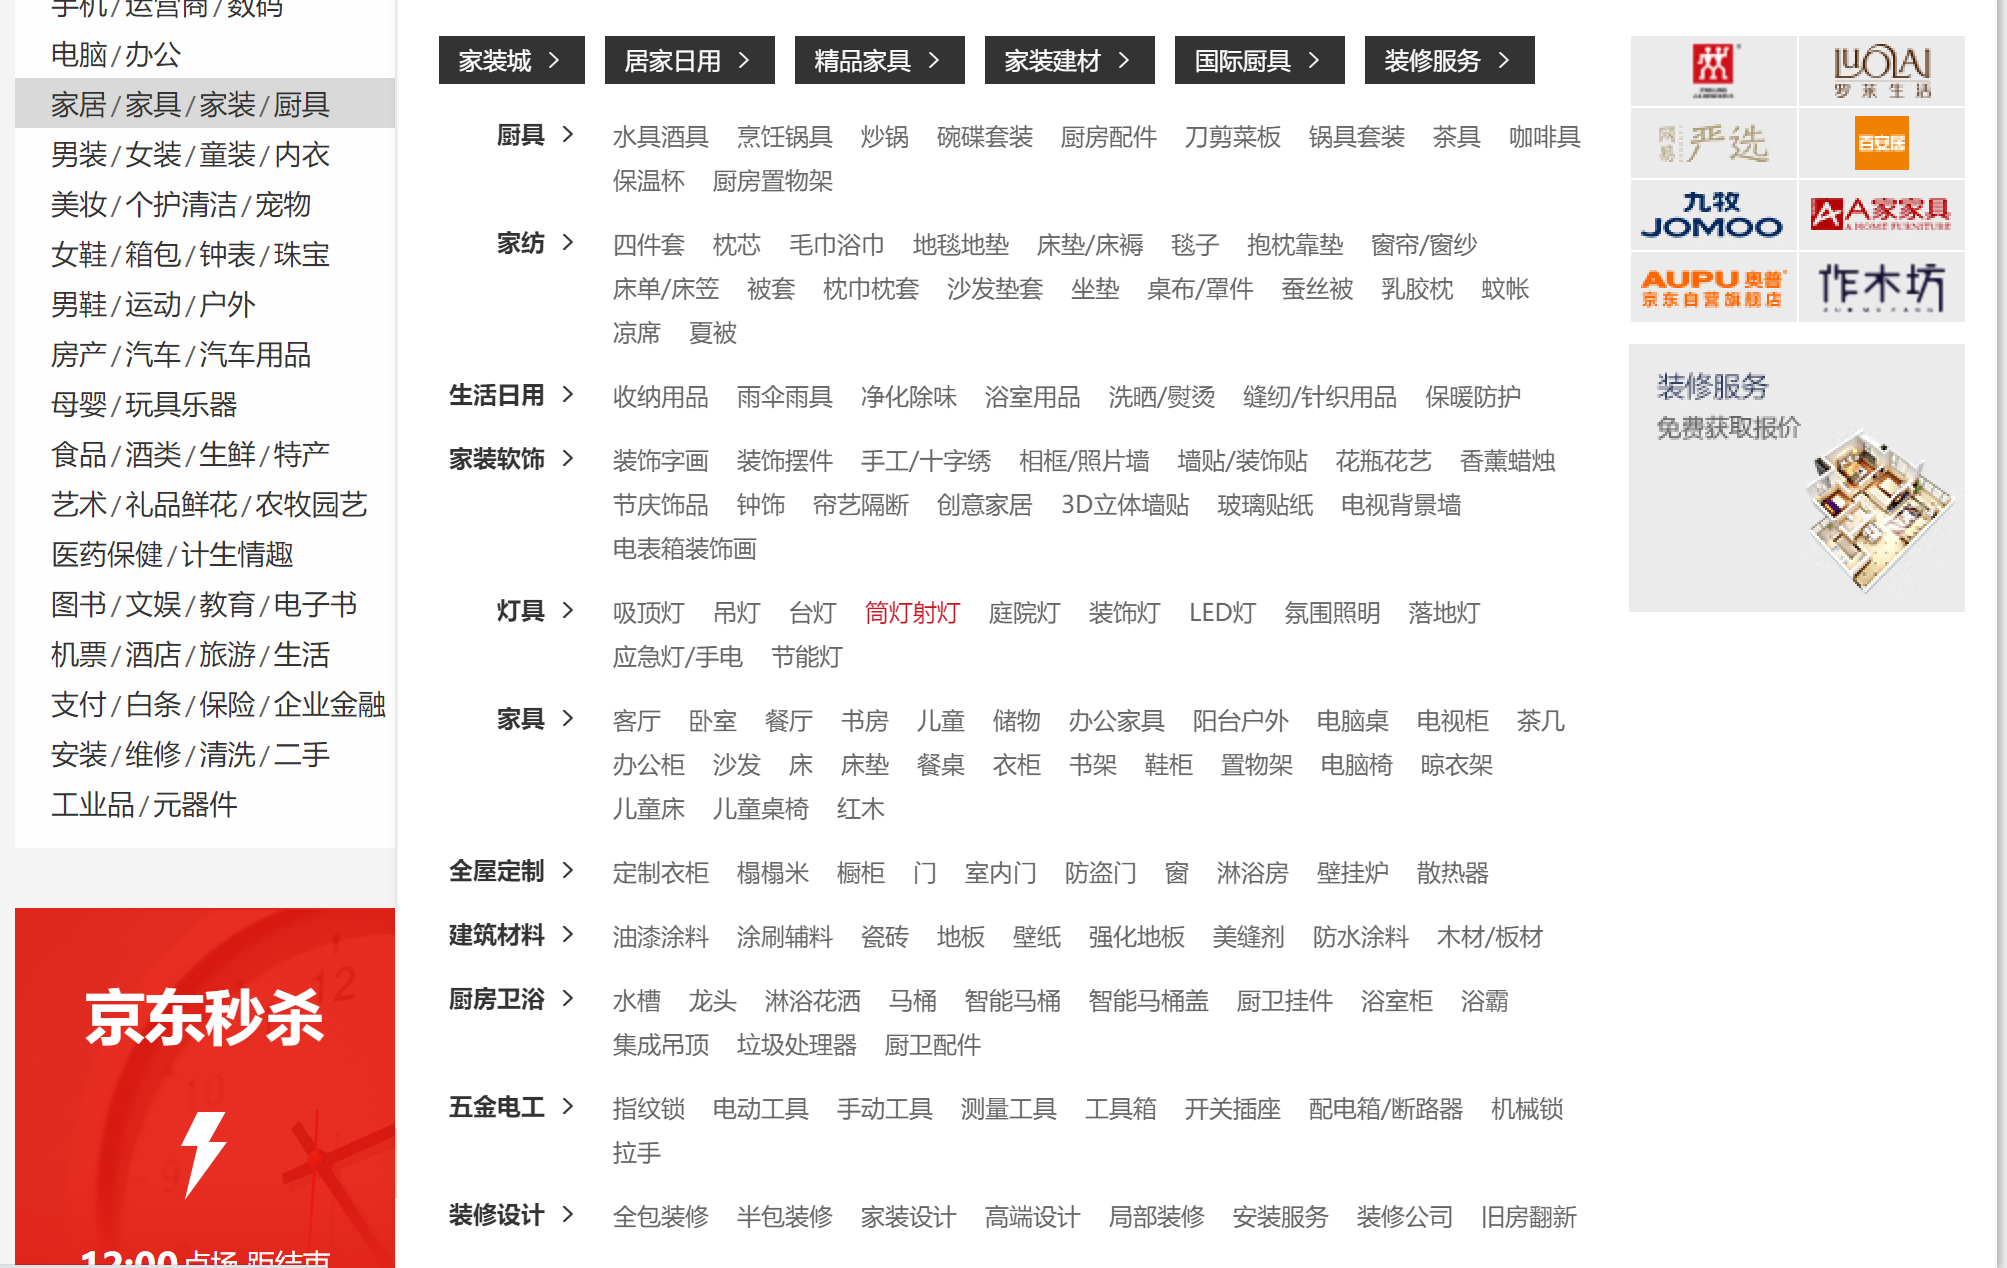 手机/运营商/数码
电脑/办公
家居/家具/家装/厨具
男装/女装/童装/内衣
美妆/个护清洁/宠物
女鞋/箱包/钟表/珠宝
男鞋/运动/户外
房产/汽车/汽车用品
母婴/玩具乐器
食品/酒类/生鲜/特产
艺术/礼品鲜花/农牧园艺
医药保健/计生情趣
图书/文娱/教育/电子书
机票/酒店/旅游/生活
支付/白条/保险/企业金融
安装/维修/清洗/二手
工业品/元器件
京东秒杀
12:00 点场 距结束
家装城 > 居家日用 > 精品家具 > 家装建材 > 国际厨具 > 装修服务 >
厨具 > 水具酒具 烹饪锅具 炒锅 碗碟套装 厨房配件 刀剪菜板 锅具套装 茶具 咖啡具
保温杯 厨房置物架
家纺 > 四件套 枕芯 毛巾浴巾 地毯地垫 床垫/床褥 毯子 抱枕靠垫 窗帘/窗纱
床单/床笠 被套 枕巾枕套 沙发垫套 坐垫 桌布/罩件 蚕丝被 乳胶枕 蚊帐
凉席 夏被
生活日用 > 收纳用品 雨伞雨具 净化除味 浴室用品 洗晒/熨烫 缝纫/针织用品 保暖防护
家装软饰 > 装饰字画 装饰摆件 手工/十字绣 相框/照片墙 墙贴/装饰贴 花瓶花艺 香薰蜡烛
节庆饰品 钟饰 帘艺隔断 创意家居 3D立体墙贴 玻璃贴纸 电视背景墙
电表箱装饰画
灯具 > 吸顶灯 吊灯 台灯 筒灯射灯 庭院灯 装饰灯 LED灯 氛围照明 落地灯
应急灯/手电 节能灯
家具 > 客厅 卧室 餐厅 书房 儿童 储物 办公家具 阳台户外 电脑桌 电视柜 茶几
办公柜 沙发 床 床垫 餐桌 衣柜 书架 鞋柜 置物架 电脑椅 晾衣架
儿童床 儿童桌椅 红木
全屋定制 > 定制衣柜 榻榻米 橱柜 门 室内门 防盗门 窗 淋浴房 壁挂炉 散热器
建筑材料 > 油漆涂料 涂刷辅料 瓷砖 地板 壁纸 强化地板 美缝剂 防水涂料 木材/板材
厨房卫浴 > 水槽 龙头 淋浴花洒 马桶 智能马桶 智能马桶盖 厨卫挂件 浴室柜 浴霸
集成吊顶 垃圾处理器 厨卫配件
五金电工 > 指纹锁 电动工具 手动工具 测量工具 工具箱 开关插座 配电箱/断路器 机械锁
拉手
装修设计 > 全包装修 半包装修 家装设计 高端设计 局部装修 安装服务 装修公司 旧房翻新
LUOLAI
罗莱生活
网易严选
百安居
九牧
JOMOO
A家家具
A HOME FURNITURE
AUPU 奥普
京东自营旗舰店
作木坊
装修服务
免费获取报价